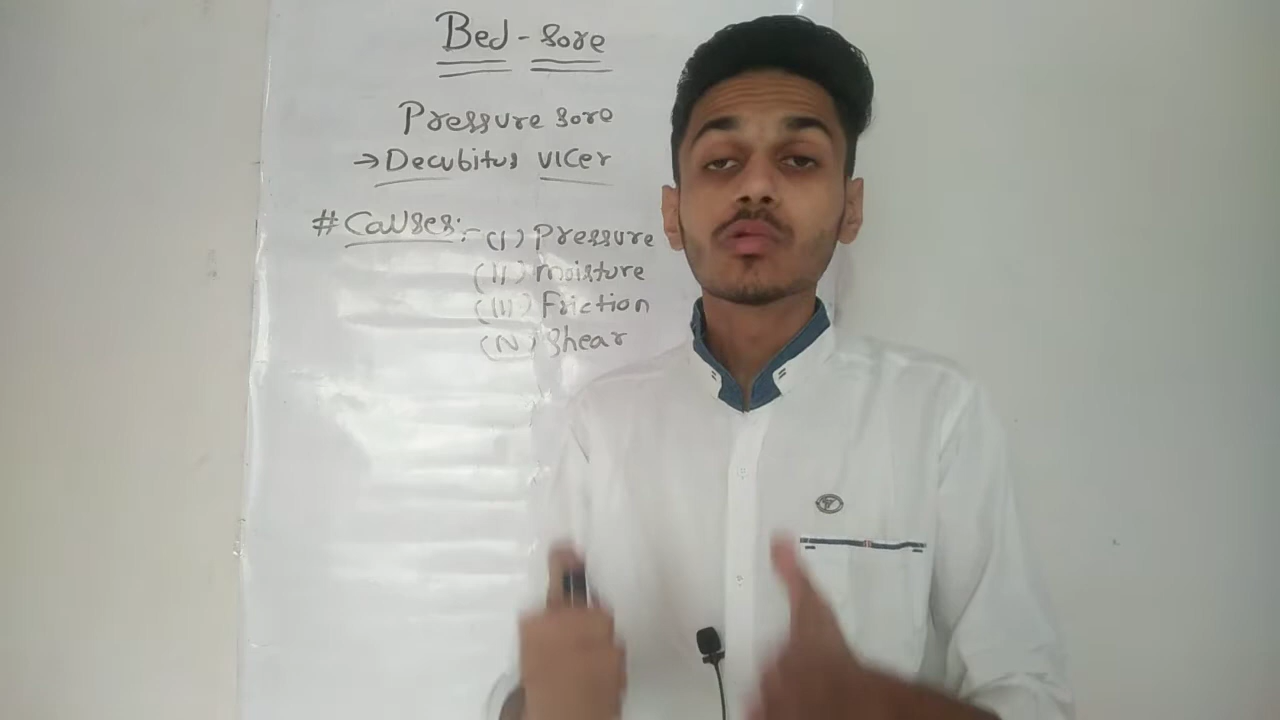 Bed-sore
Pressure sore
→Decubitus Ulcer
#Causes:- (I) Pressure
(II) moisture
(III) Friction
(IV) Shear